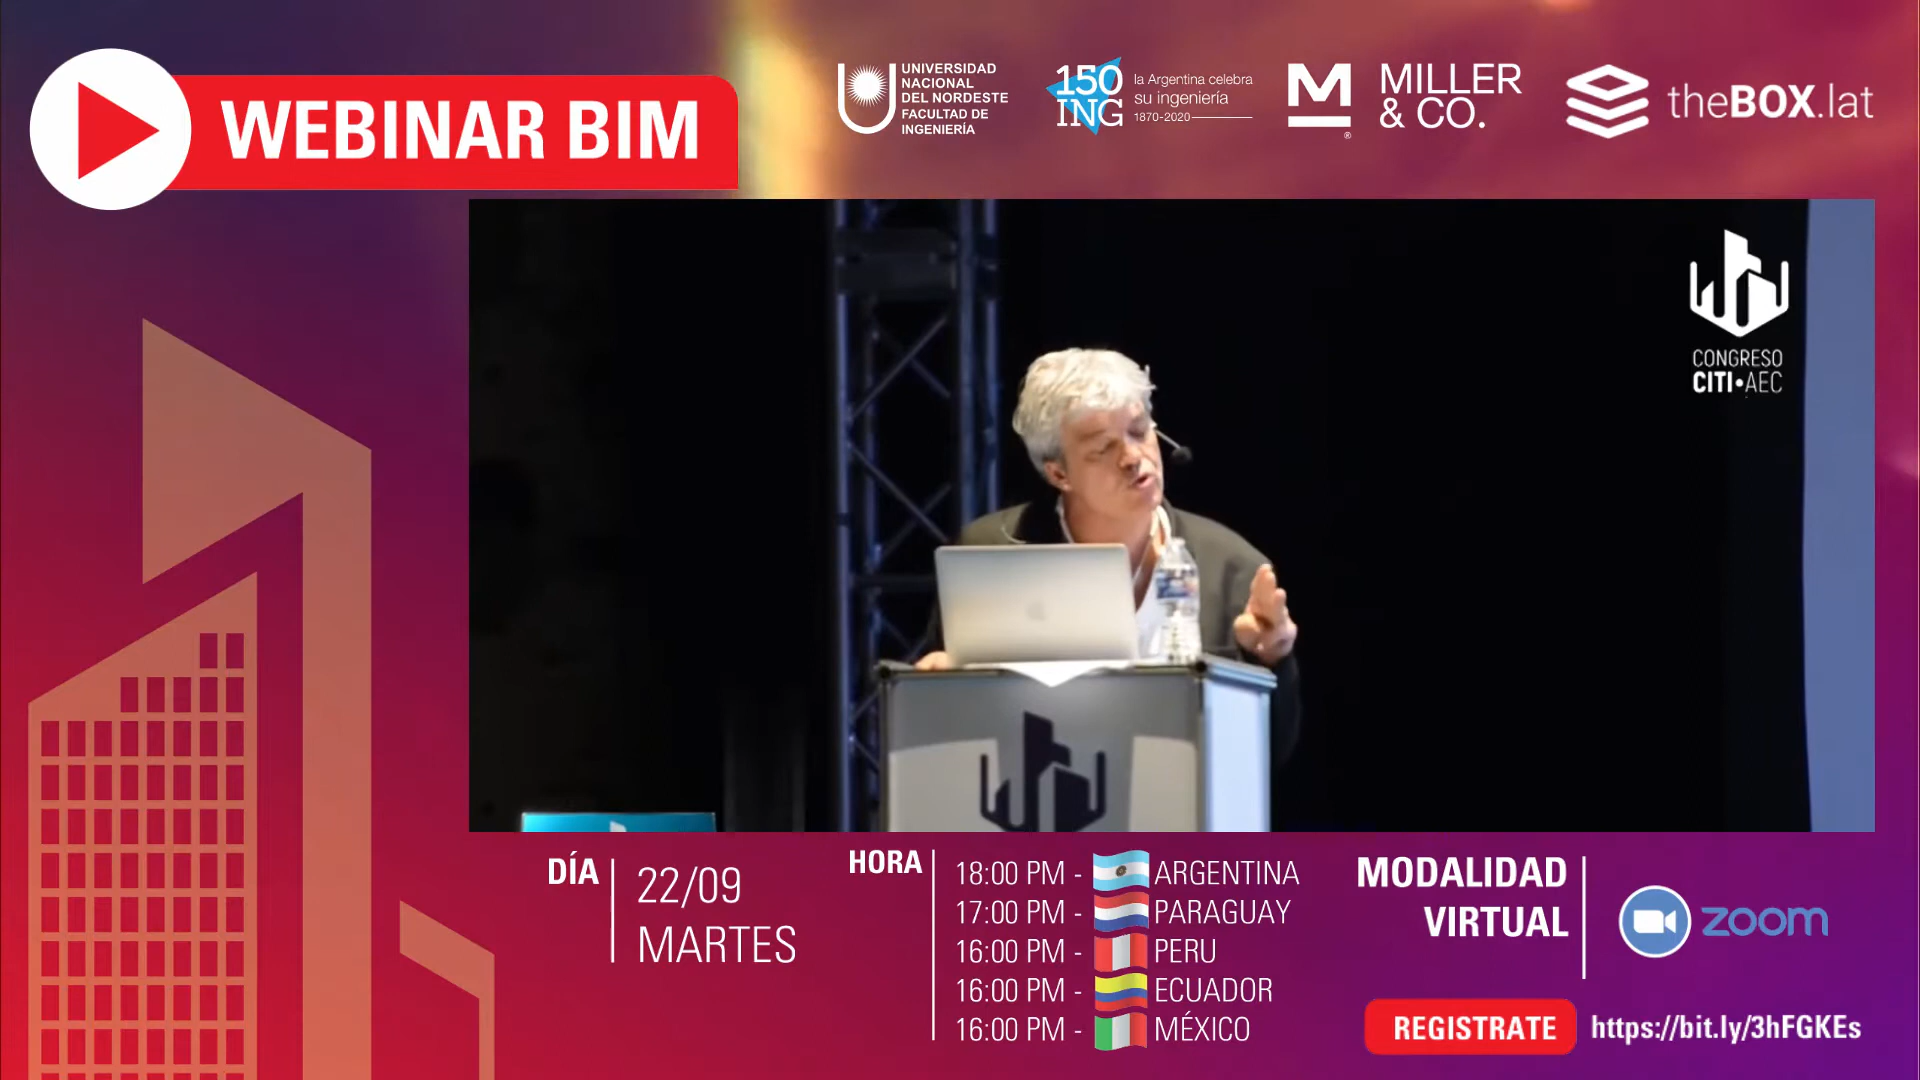 WEBINAR BIM
UNIVERSIDAD
NACIONAL
DEL NORDESTE
FACULTAD DE
INGENIERÍA
150
ING
la Argentina celebra
su ingeniería
1870-2020
M
®
MILLER
& CO.
theBOX.lat
CONGRESO
CITI•AEC
DÍA
22/09
MARTES
HORA
18:00 PM - ARGENTINA
17:00 PM - PARAGUAY
16:00 PM - PERU
16:00 PM - ECUADOR
16:00 PM - MÉXICO
MODALIDAD
VIRTUAL
zoom
REGISTRATE
https://bit.ly/3hFGKEs